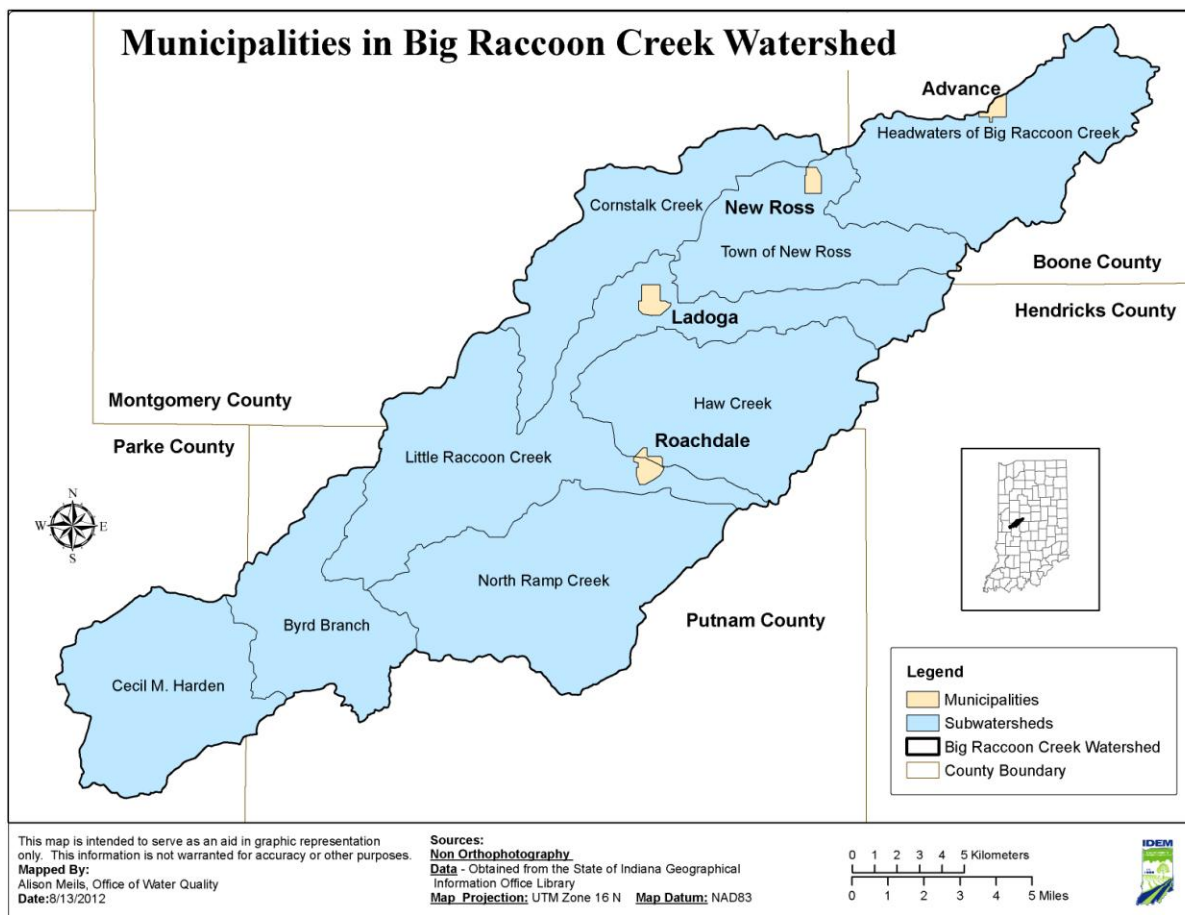 Municipalities in Big Raccoon Creek Watershed
Advance
Headwaters of Big Raccoon Creek
Cornstalk Creek
New Ross
Town of New Ross
Boone County
Hendricks County
Ladoga
Montgomery County
Haw Creek
Parke County
Roachdale
Little Raccoon Creek
N
W
E
S
North Ramp Creek
Putnam County
Byrd Branch
Cecil M. Harden
Legend
Municipalities
Subwatersheds
Big Raccoon Creek Watershed
County Boundary
This map is intended to serve as an aid in graphic representation
only. This information is not warranted for accuracy or other purposes.
Mapped By:
Alison Meils, Office of Water Quality
Date:8/13/2012
Sources:
Non Orthophotography
Data - Obtained from the State of Indiana Geographical
Information Office Library
Map Projection: UTM Zone 16 N Map Datum: NAD83
0 1 2 3 4 5 Kilometers
0 1 2 3 4 5 Miles
IDEM